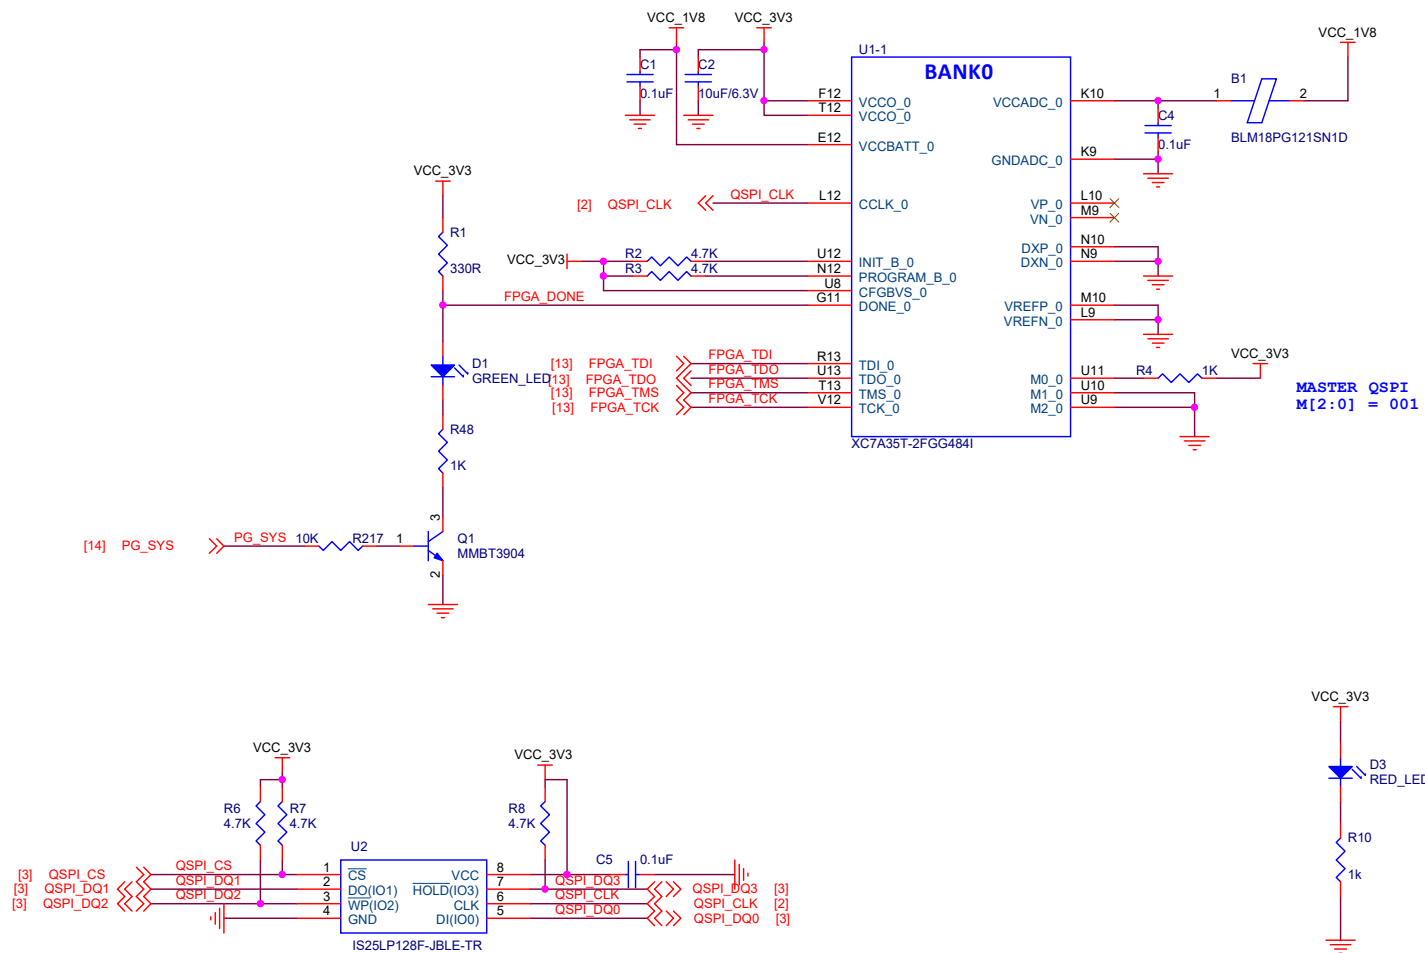 VCC_1V8
VCC_3V3
C1
0.1uF
C2
10uF/6.3V
U1-1
BANK0
F12
VCCO_0
T12
VCCO_0
E12
VCCBATT_0
L12
CCLK_0
U12
INIT_B_0
N12
PROGRAM_B_0
U8
CFGBVS_0
G11
DONE_0
R13
TDI_0
U13
TDO_0
T13
TMS_0
V12
TCK_0
K10
VCCADC_0
K9
GNDADC_0
L10
VP_0
M9
VN_0
N10
DXP_0
N9
DXN_0
M10
VREFP_0
L9
VREFN_0
U11
M0_0
U10
M1_0
U9
M2_0
XC7A35T-2FGG484I
VCC_1V8
B1
1
2
BLM18PG121SN1D
C4
0.1uF
VCC_3V3
R4
1K
MASTER QSPI
M[2:0] = 001
[2] QSPI_CLK
QSPI_CLK
VCC_3V3
R2
4.7K
R3
4.7K
VCC_3V3
R1
330R
FPGA_DONE
D1
GREEN_LED
[13] FPGA_TDI
FPGA_TDI
[13] FPGA_TDO
FPGA_TDO
[13] FPGA_TMS
FPGA_TMS
[13] FPGA_TCK
FPGA_TCK
R48
1K
[14] PG_SYS
PG_SYS
10K
R217
1
3
2
Q1
MMBT3904
VCC_3V3
R6
4.7K
R7
4.7K
VCC_3V3
R8
4.7K
U2
C5
0.1uF
[3] QSPI_CS
QSPI_CS
1
CS
[3] QSPI_DQ1
QSPI_DQ1
2
DO(IO1)
[3] QSPI_DQ2
QSPI_DQ2
3
WP(IO2)
4
GND
VCC
8
HOLD(IO3)
7
QSPI_DQ3
QSPI_DQ3 [3]
CLK
6
QSPI_CLK
QSPI_CLK [2]
DI(IO0)
5
QSPI_DQ0
QSPI_DQ0 [3]
IS25LP128F-JBLE-TR
VCC_3V3
D3
RED_LED
R10
1k